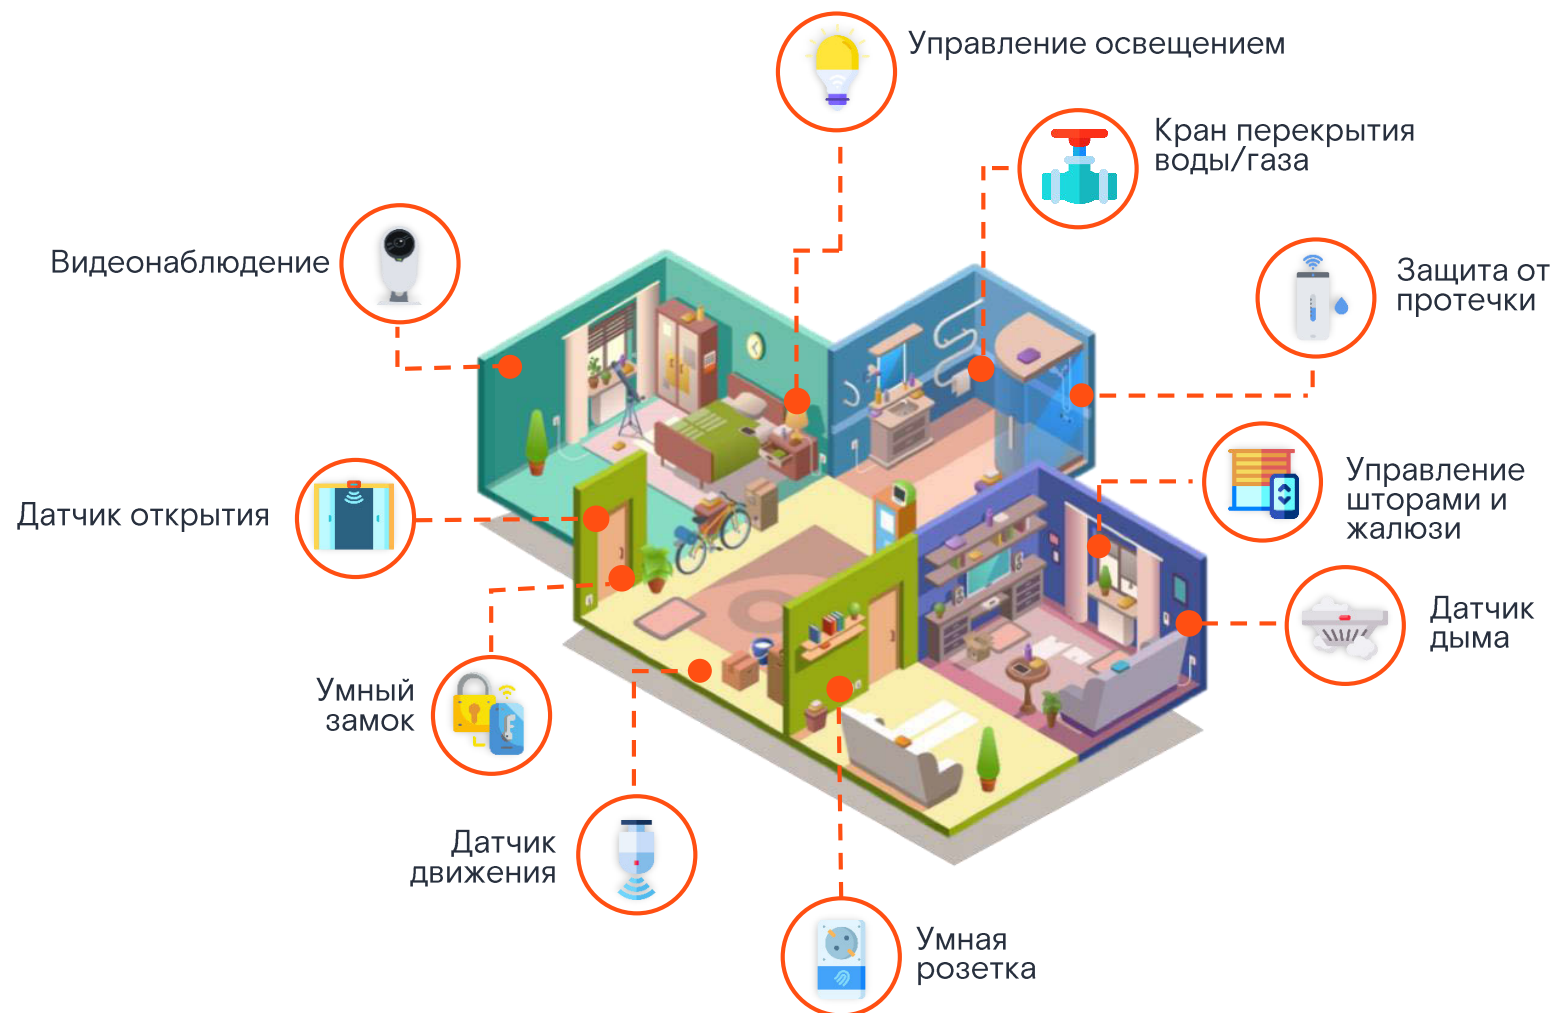 Управление освещением
Кран перекрытия
воды/газа
Видеонаблюдение
Защита от
протечки
Управление
шторами и
жалюзи
Датчик открытия
Датчик
дыма
Умный
замок
Датчик
движения
Умная
розетка